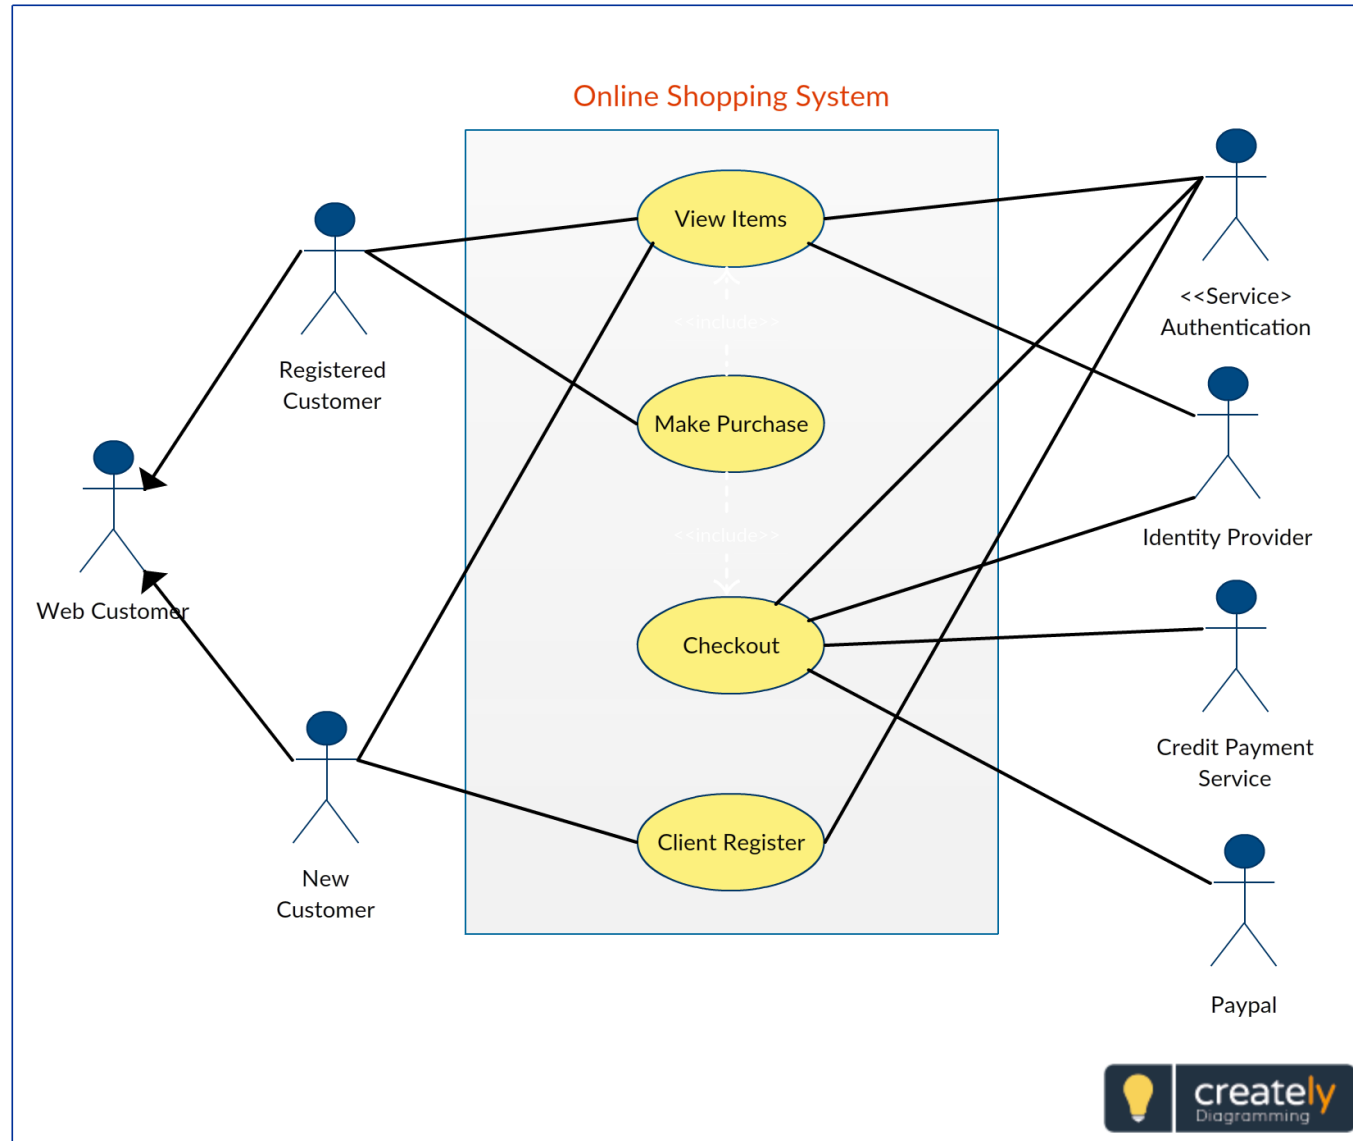 Online Shopping System
View Items
<<include>>
Make Purchase
<<include>>
Checkout
Client Register
Registered
Customer
Web Customer
New
Customer
<<Service>
Authentication
Identity Provider
Credit Payment
Service
Paypal
creately
Diagramming